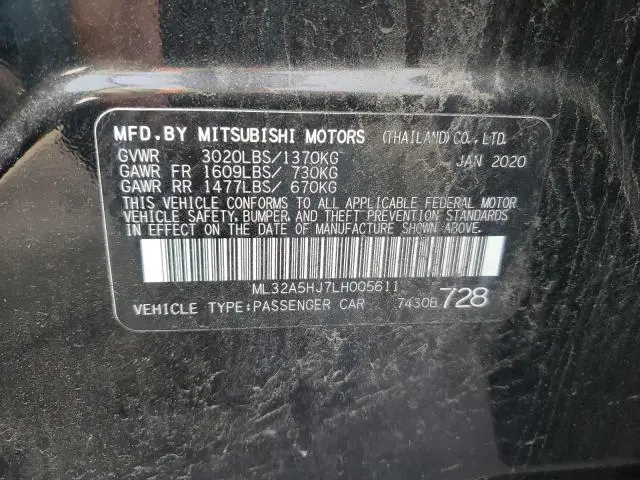 MFD.BY MITSUBISHI MOTORS (THAILAND) CO., LTD.
GVWR 3020LBS/1370KG JAN 2020
GAWR FR 1609LBS/ 730KG
GAWR RR 1477LBS/ 670KG
THIS VEHICLE CONFORMS TO ALL APPLICABLE FEDERAL MOTOR
VEHICLE SAFETY, BUMPER, AND THEFT PREVENTION STANDARDS
IN EFFECT ON THE DATE OF MANUFACTURE SHOWN ABOVE.
ML32A5HJ7LH005611
VEHICLE TYPE:PASSENGER CAR 7430B 728